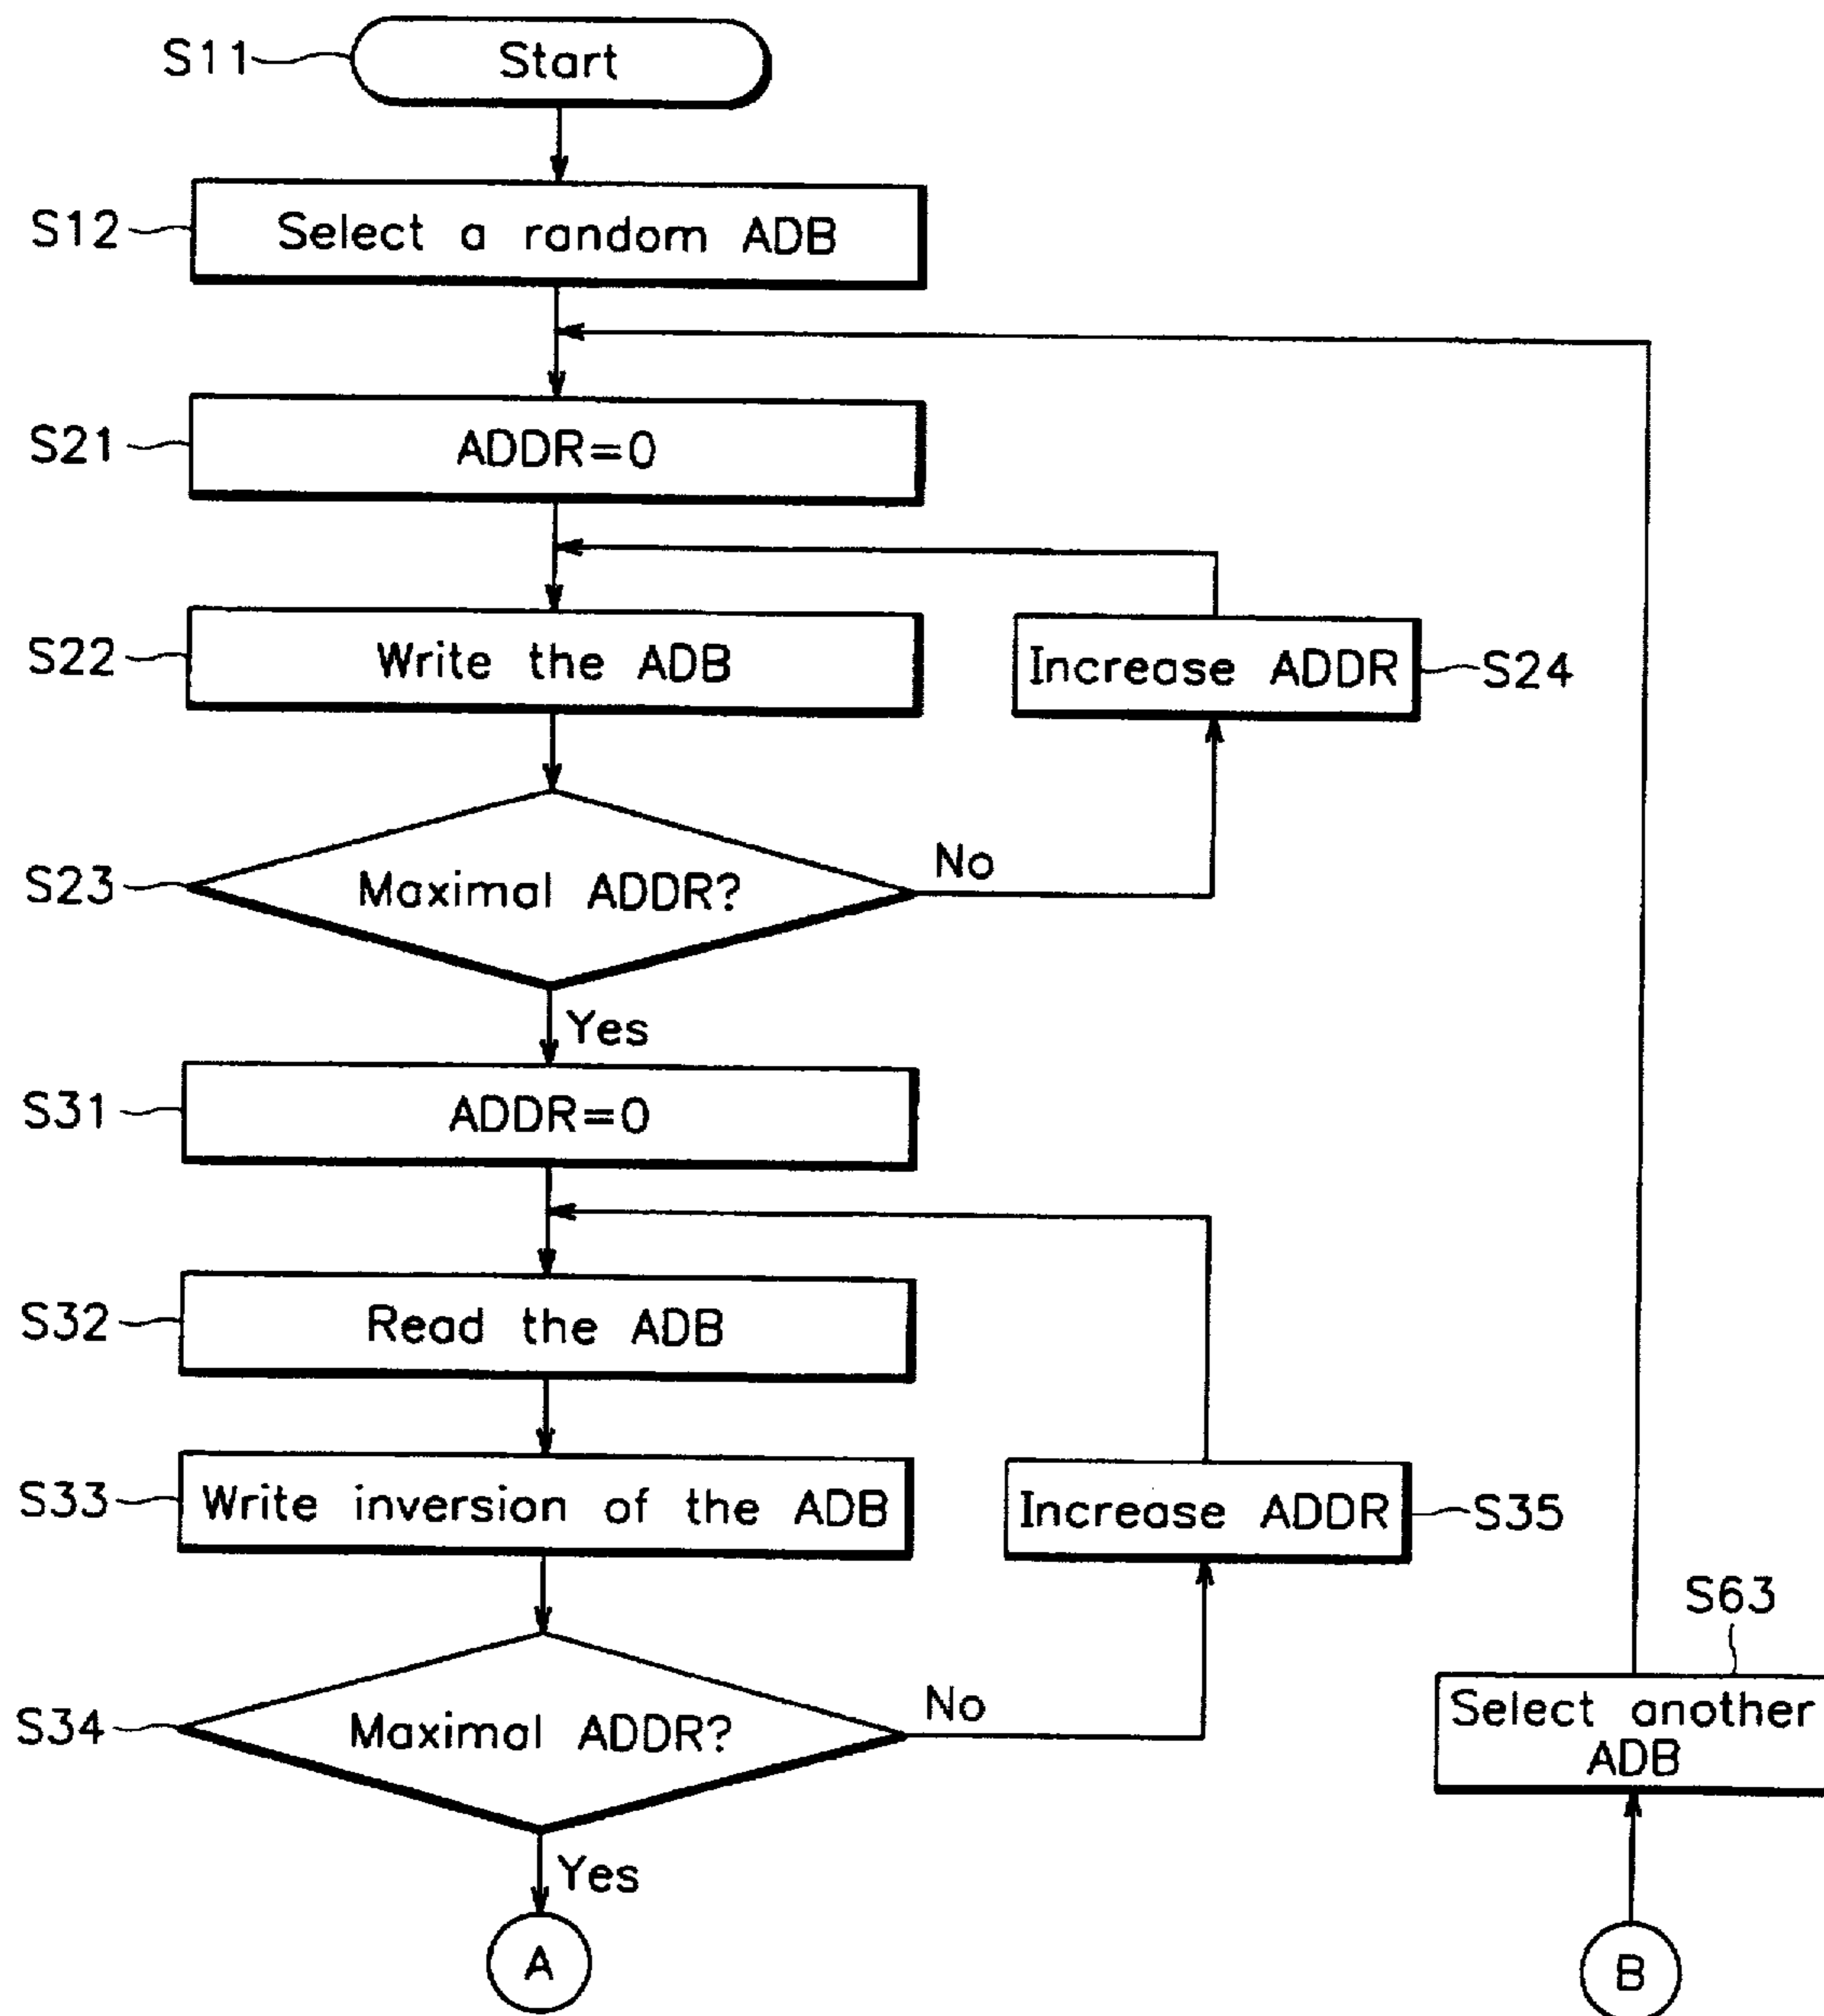 S11
Start
S12
Select a random ADB
S21
ADDR=0
S22
Write the ADB
Increase ADDR
S24
S23
Maximal ADDR?
No
Yes
S31
ADDR=0
S32
Read the ADB
S33
Write inversion of the ADB
Increase ADDR
S35
S63
Select another
ADB
S34
Maximal ADDR?
No
Yes
A
B